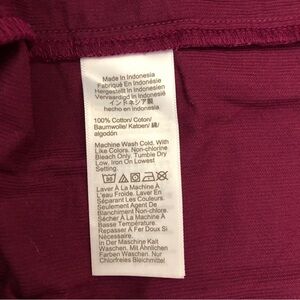 Made In Indonesia
Fabriqué En Indonésie
Hergestellt in Indonesien
Vervaardigd in Indonesië
インドネシア製
hecho en Indonesia
100% Cotton/ Coton/
Baumwolle/ Katoen/ 綿/
algodón
Machine Wash Cold, With
Like Colors. Non-chlorine
Bleach Only. Tumble Dry
Low. Iron On Lowest
Setting.
Laver À La Machine À
L'eau Froide. Laver En
Séparant Les Couleurs.
Seulement Agent De
Blanchiment Non-chlore.
Séchage À La Machine À
Basse Température.
Repasser À Fer Doux Si
Nécessaire.
In Der Maschine Kalt
Waschen. Mit Ähnlichen
Farben Waschen. Nur
Chlorfreies Bleichmittel